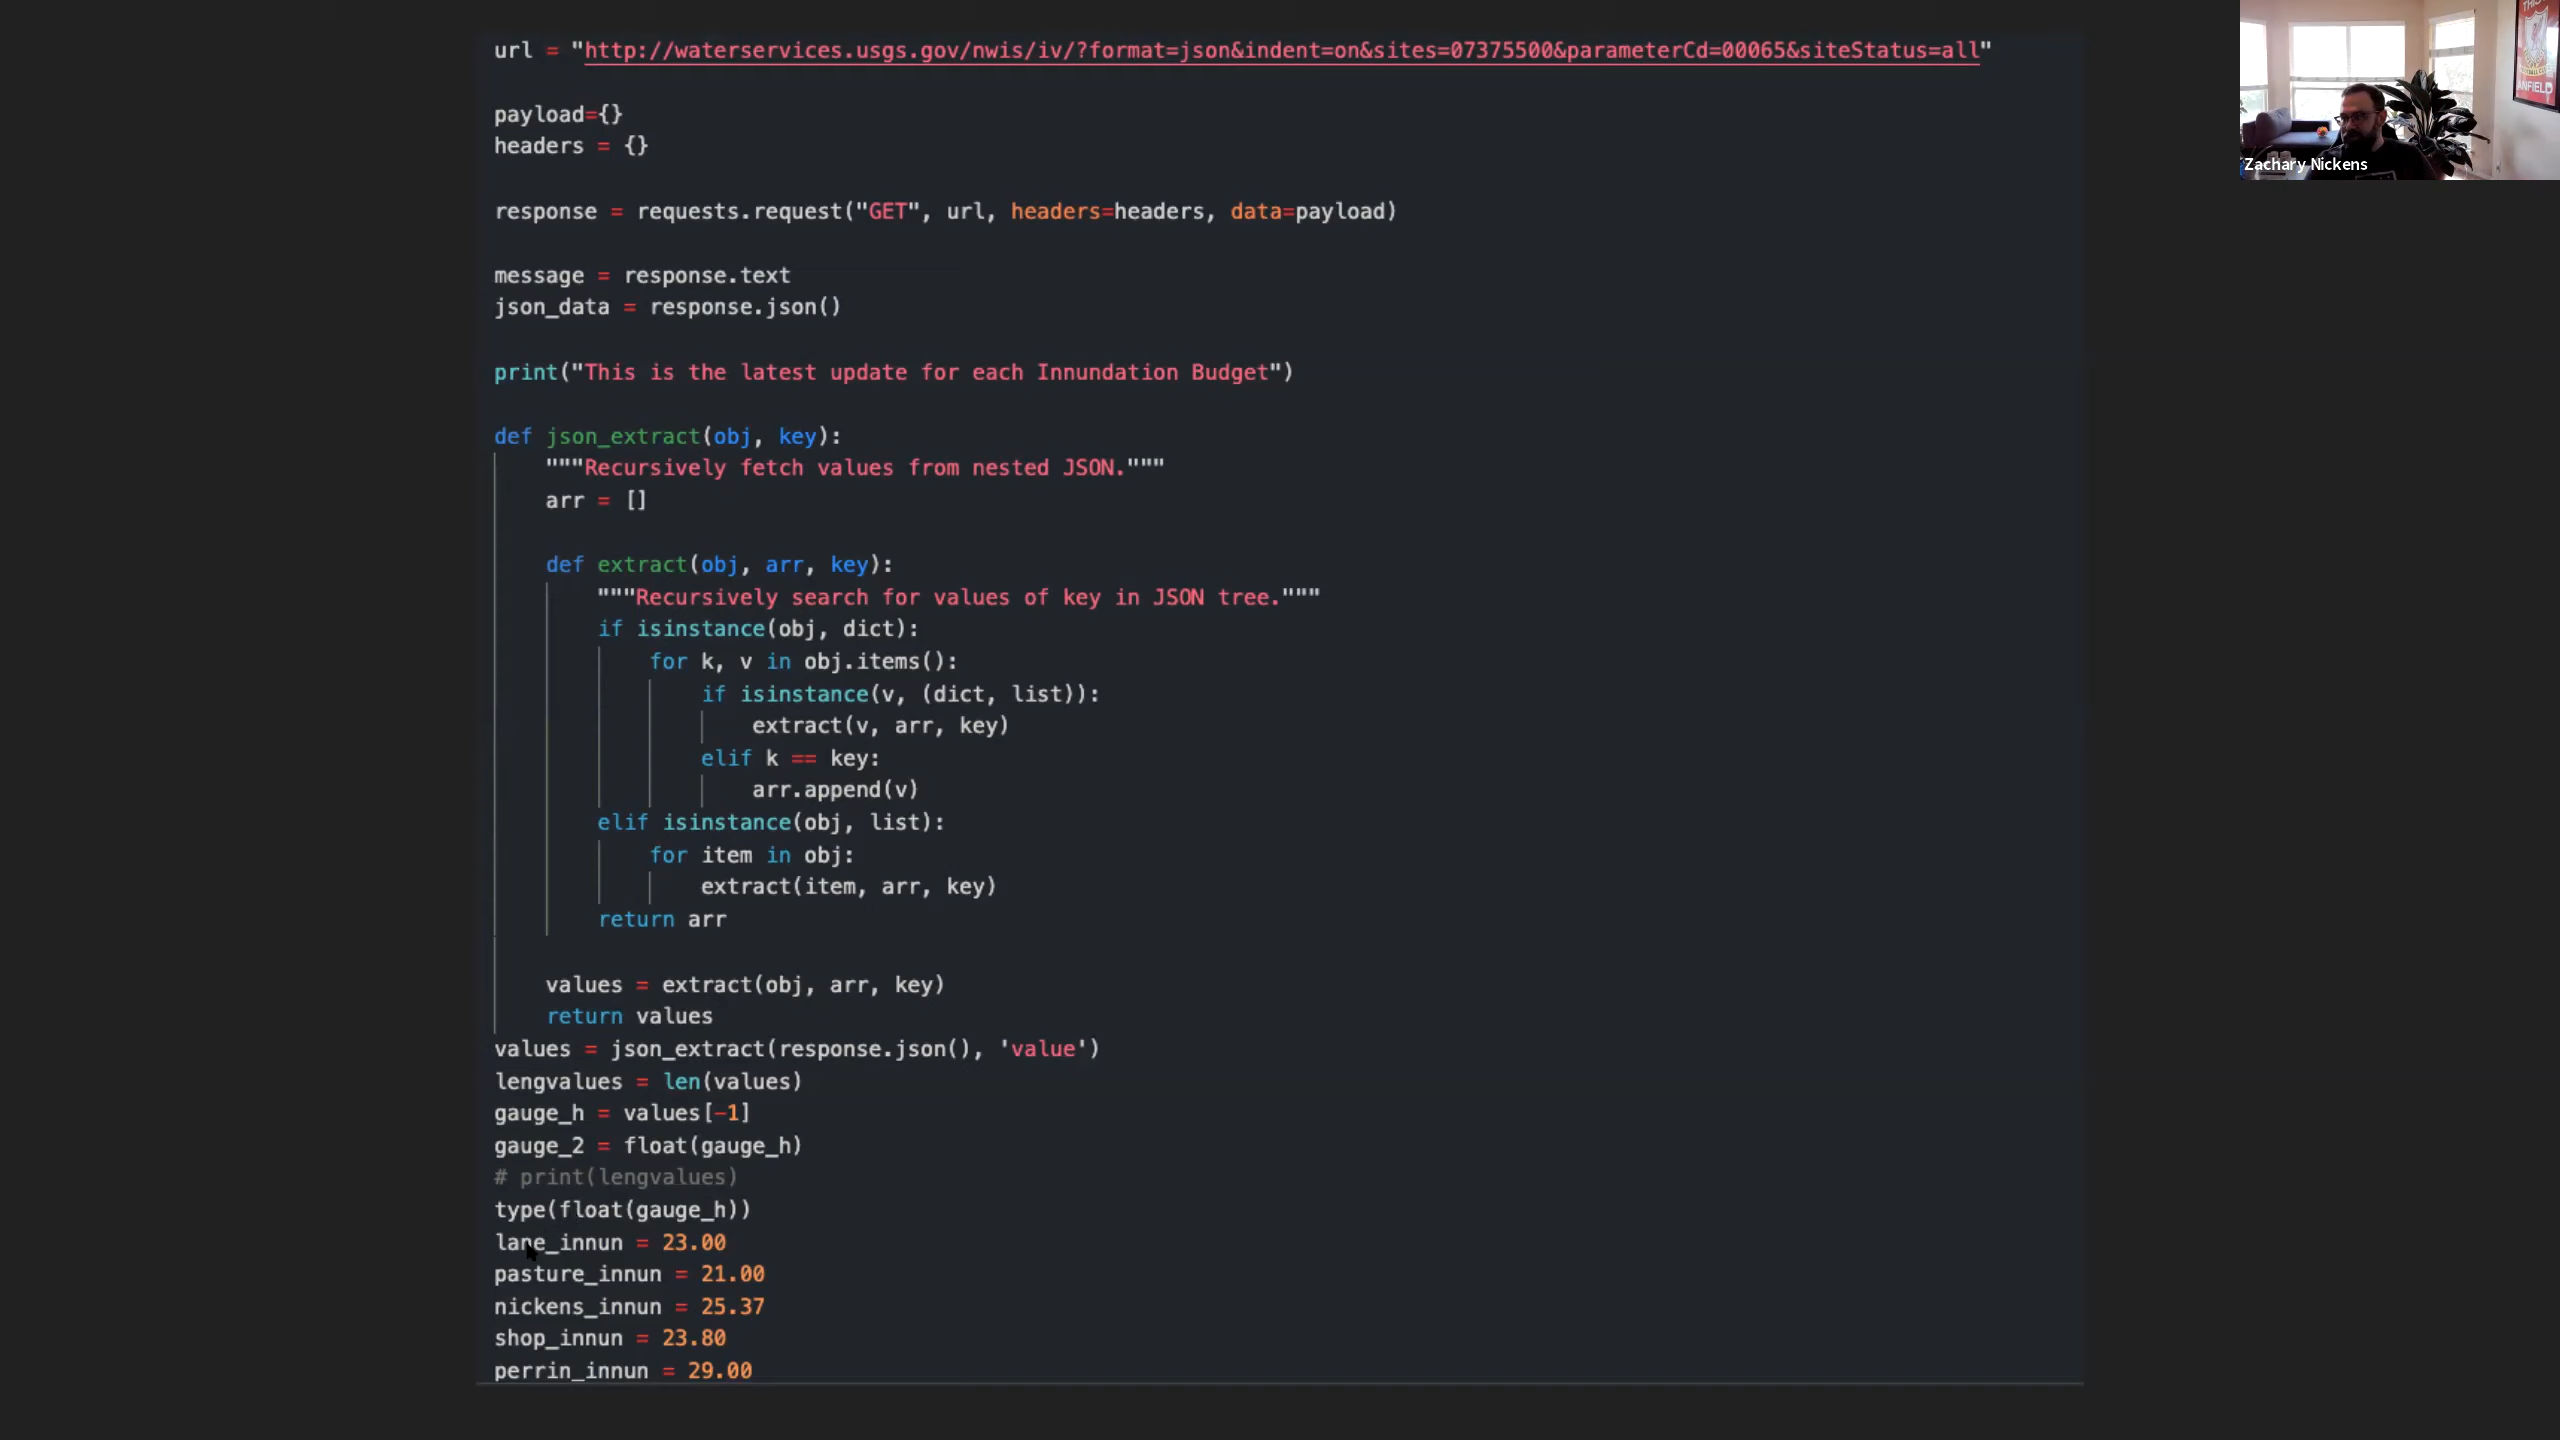 url = "http://waterservices.usgs.gov/nwis/iv/?format=json&indent=on&sites=07375500&parameterCd=00065&siteStatus=all"
payload={}
headers = {}
response = requests.request("GET", url, headers=headers, data=payload)
message = response.text
json_data = response.json()
print("This is the latest update for each Innundation Budget")
def json_extract(obj, key):
"""Recursively fetch values from nested JSON."""
arr = []
def extract(obj, arr, key):
"""Recursively search for values of key in JSON tree."""
if isinstance(obj, dict):
for k, v in obj.items():
if isinstance(v, (dict, list)):
extract(v, arr, key)
elif k == key:
arr.append(v)
elif isinstance(obj, list):
for item in obj:
extract(item, arr, key)
return arr
values = extract(obj, arr, key)
return values
values = json_extract(response.json(), 'value')
lengvalues = len(values)
gauge_h = values[-1]
gauge_2 = float(gauge_h)
# print(lengvalues)
type(float(gauge_h))
lane_innun = 23.00
pasture_innun = 21.00
nickens_innun = 25.37
shop_innun = 23.80
perrin_innun = 29.00
THIS
ANFIELD
Zachary Nickens